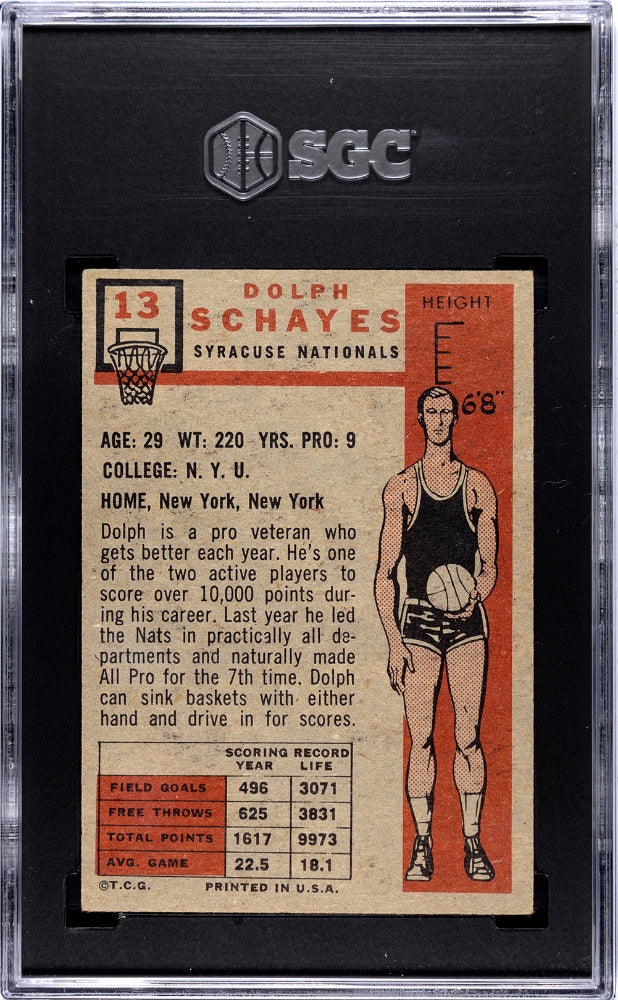 SGC
13
DOLPH
SCHAYES
SYRACUSE NATIONALS
HEIGHT
6'8"
AGE: 29 WT: 220 YRS. PRO: 9
COLLEGE: N. Y. U.
HOME, New York, New York
Dolph is a pro veteran who
gets better each year. He's one
of the two active players to
score over 10,000 points dur-
ing his career. Last year he led
the Nats in practically all de-
partments and naturally made
All Pro for the 7th time. Dolph
can sink baskets with either
hand and drive in for scores.
SCORING RECORD
YEAR LIFE
FIELD GOALS 496 3071
FREE THROWS 625 3831
TOTAL POINTS 1617 9973
AVG. GAME 22.5 18.1
©T.C.G. PRINTED IN U.S.A.